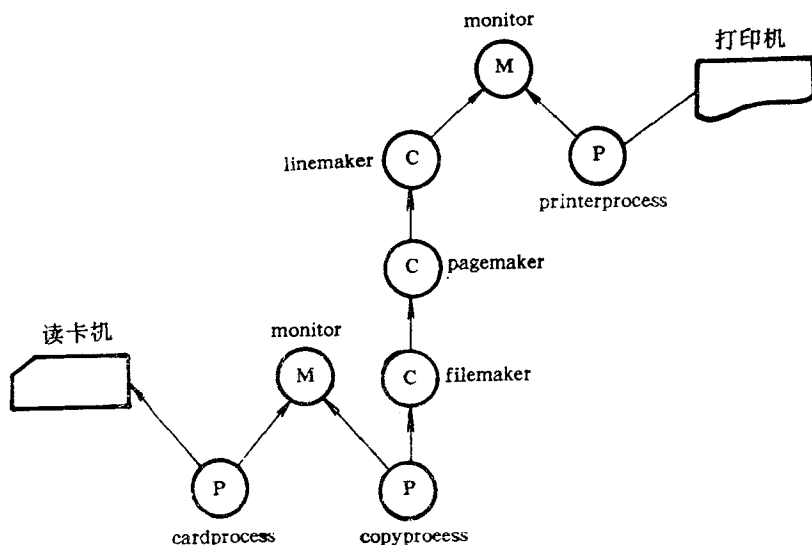 monitor
打印机
M
linemaker
C
P
printerprocess
C
pagemaker
读卡机
monitor
M
C
filemaker
P
P
cardprocess
copyproeess